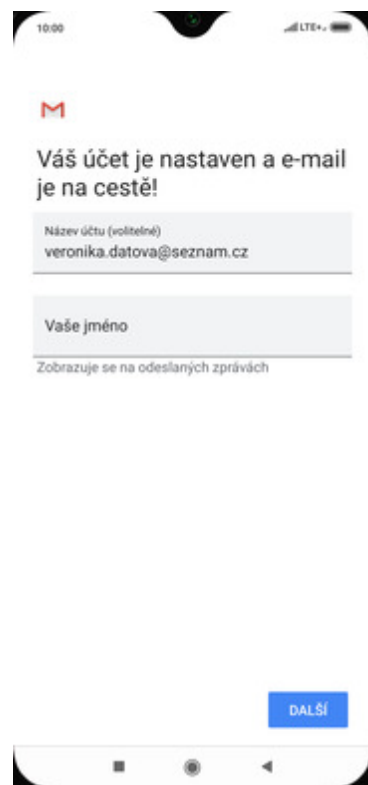 10:00
LTE+
Váš účet je nastaven a e-mail
je na cestě!
Název účtu (volitelné)
veronika.datova@seznam.cz
Vaše jméno
Zobrazuje se na odeslaných zprávách
DALŠÍ